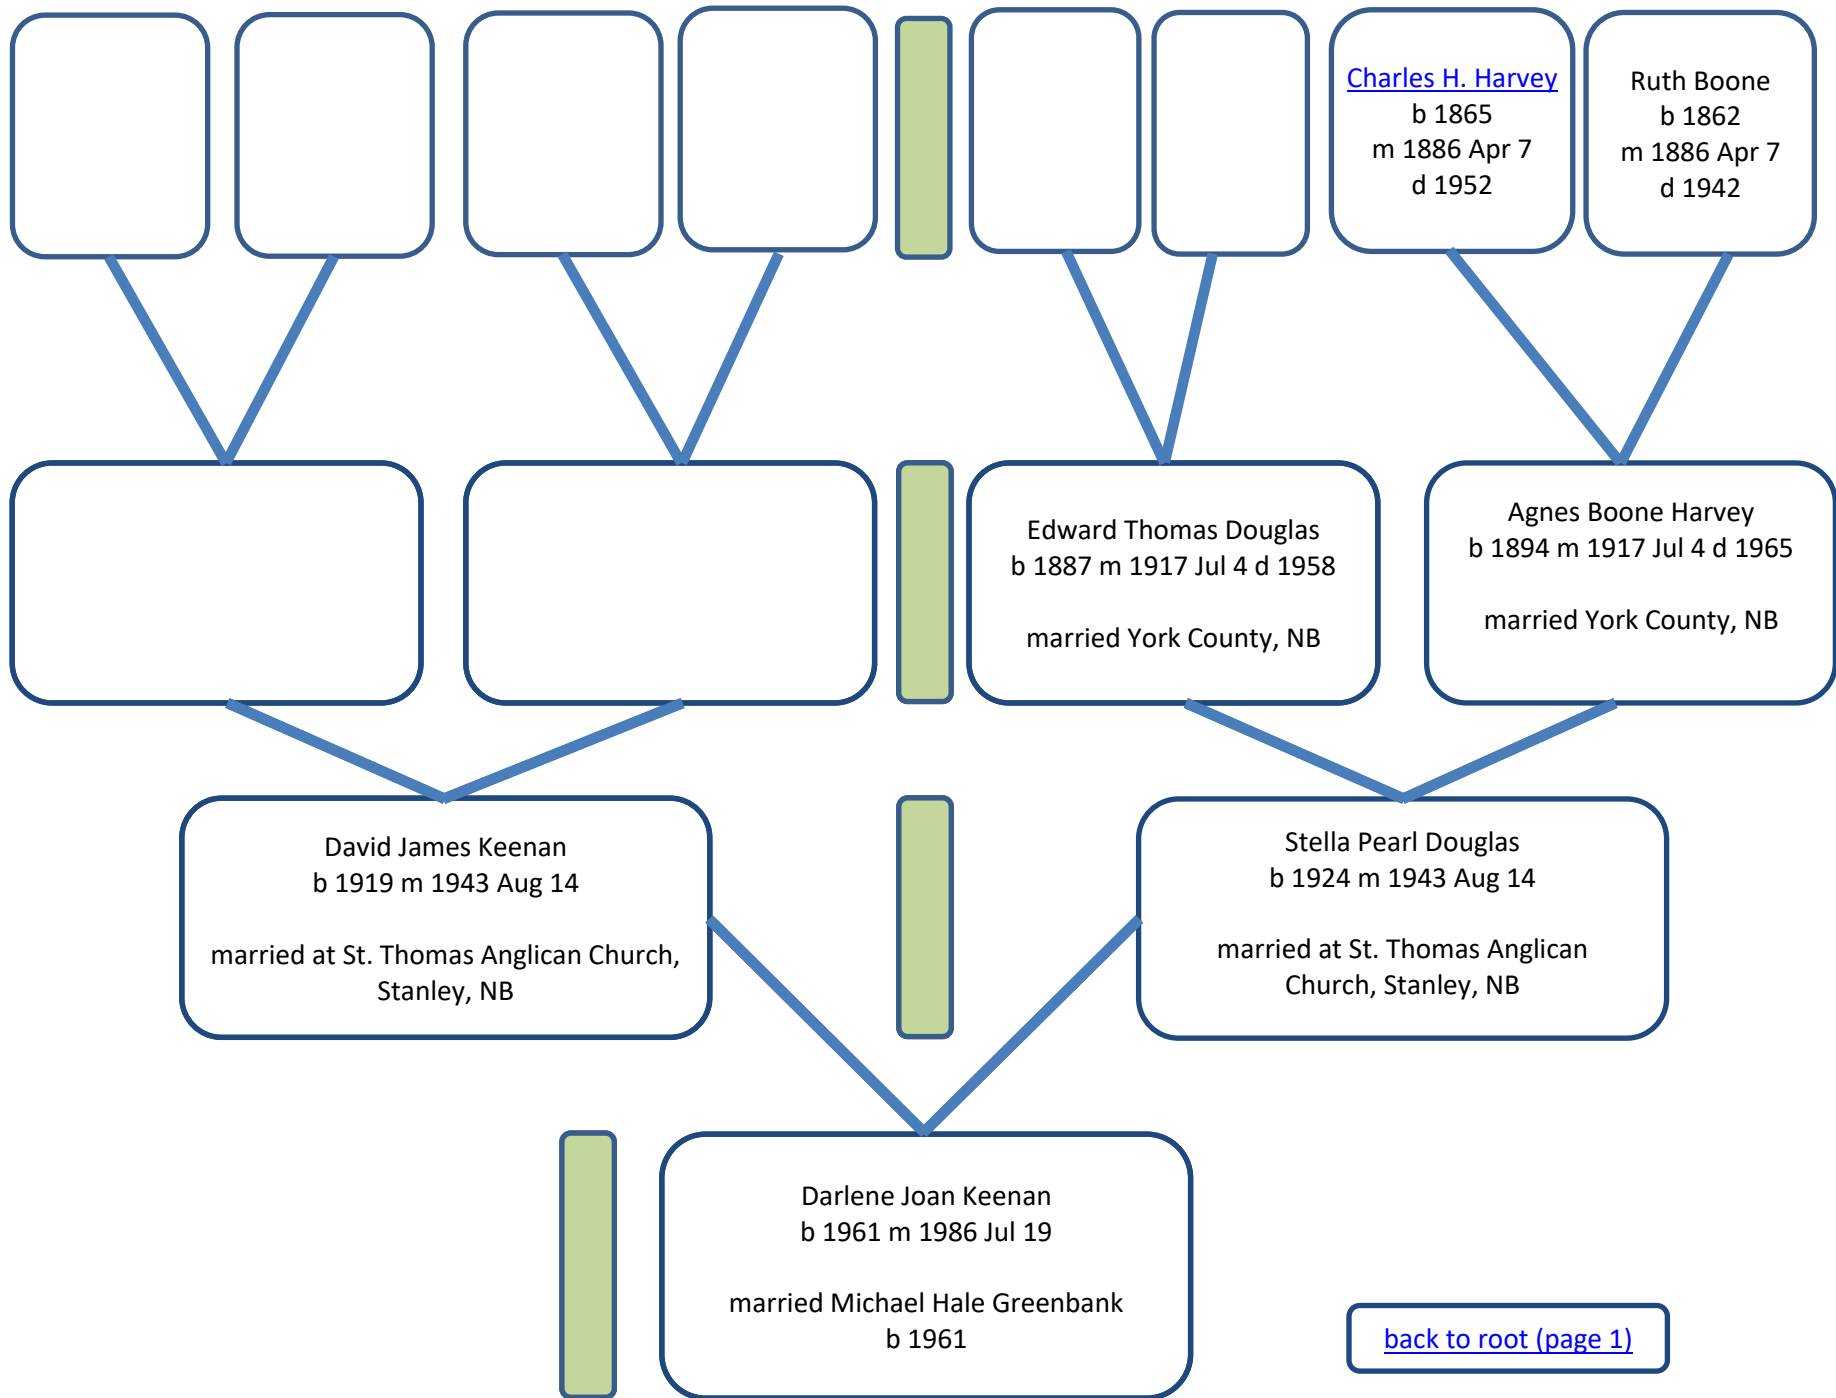 Charles H. Harvey
b 1865
m 1886 Apr 7
d 1952
Ruth Boone
b 1862
m 1886 Apr 7
d 1942
Edward Thomas Douglas
b 1887 m 1917 Jul 4 d 1958
married York County, NB
Agnes Boone Harvey
b 1894 m 1917 Jul 4 d 1965
married York County, NB
David James Keenan
b 1919 m 1943 Aug 14
married at St. Thomas Anglican Church,
Stanley, NB
Stella Pearl Douglas
b 1924 m 1943 Aug 14
married at St. Thomas Anglican
Church, Stanley, NB
Darlene Joan Keenan
b 1961 m 1986 Jul 19
married Michael Hale Greenbank
b 1961
back to root (page 1)